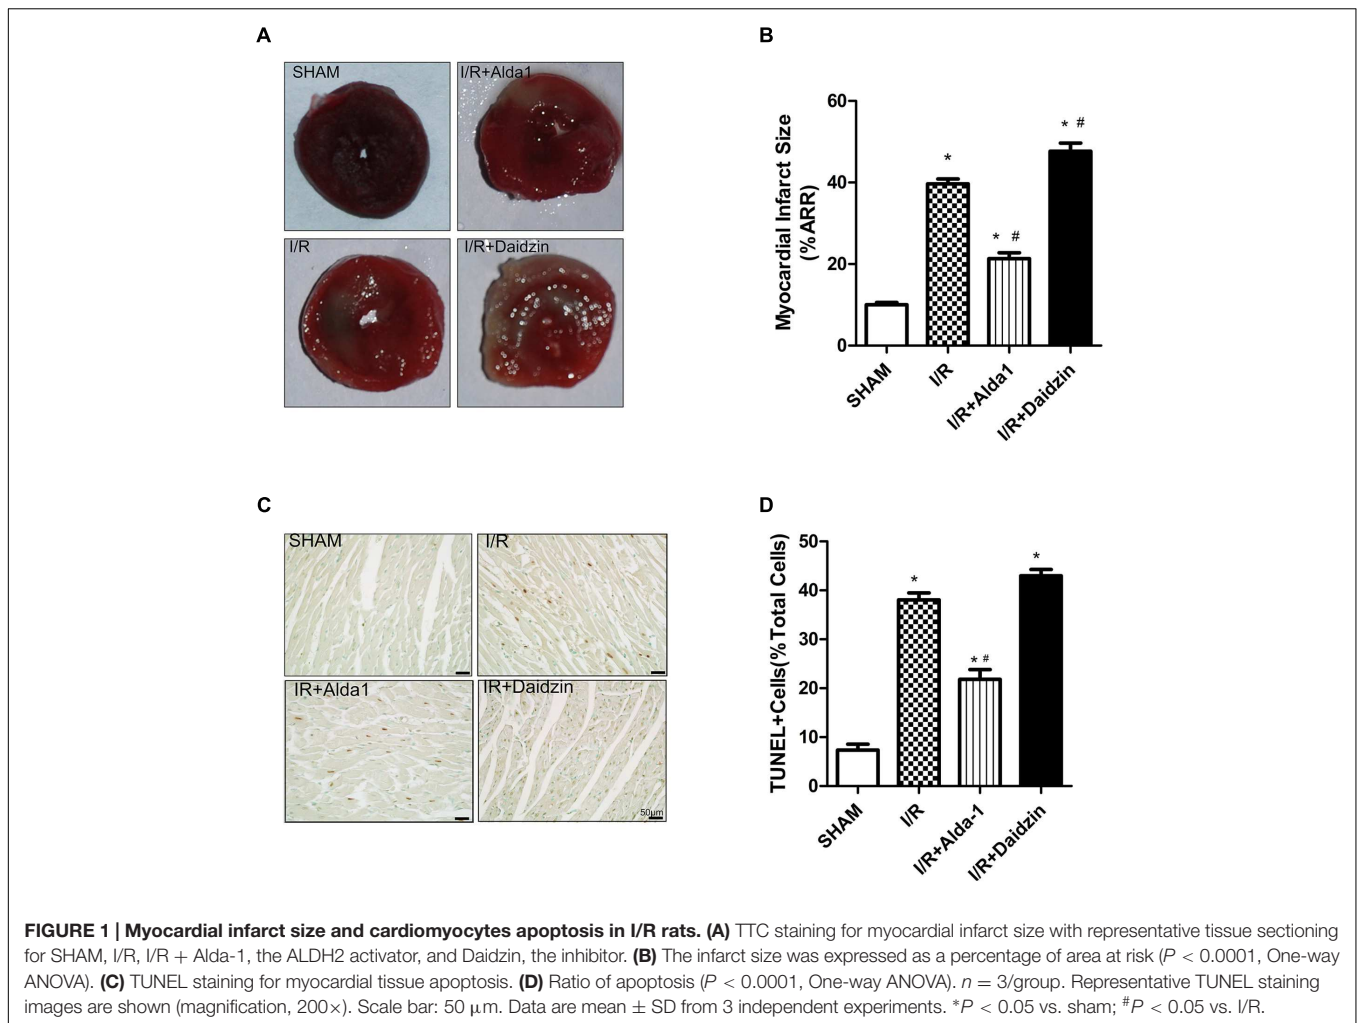 A
SHAM
I/R+Alda1
I/R
I/R+Daidzin
B
Myocardial Infarct Size
(%ARR)
60
40
20
0
*
* #
* #
SHAM
I/R
I/R+Alda1
I/R+Daidzin
C
SHAM
I/R
IR+Alda1
IR+Daidzin
50μm
D
TUNEL+Cells(%Total Cells)
50
40
30
20
10
0
*
* #
*
SHAM
I/R
I/R+Alda-1
I/R+Daidzin
FIGURE 1 | Myocardial infarct size and cardiomyocytes apoptosis in I/R rats. (A) TTC staining for myocardial infarct size with representative tissue sectioning
for SHAM, I/R, I/R + Alda-1, the ALDH2 activator, and Daidzin, the inhibitor. (B) The infarct size was expressed as a percentage of area at risk (P < 0.0001, One-way
ANOVA). (C) TUNEL staining for myocardial tissue apoptosis. (D) Ratio of apoptosis (P < 0.0001, One-way ANOVA). n = 3/group. Representative TUNEL staining
images are shown (magnification, 200×). Scale bar: 50 μm. Data are mean ± SD from 3 independent experiments. *P < 0.05 vs. sham; #P < 0.05 vs. I/R.